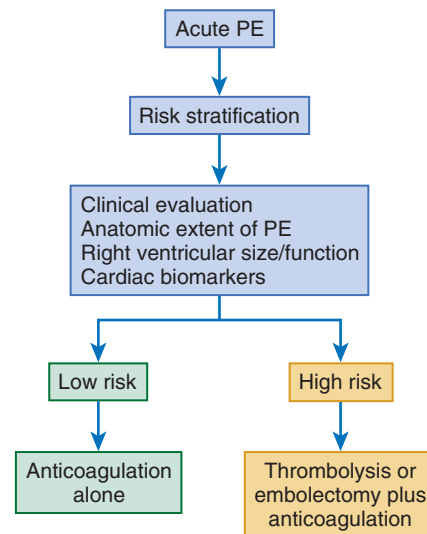 Acute PE
Risk stratification
Clinical evaluation
Anatomic extent of PE
Right ventricular size/function
Cardiac biomarkers
Low risk
High risk
Anticoagulation
alone
Thrombolysis or
embolectomy plus
anticoagulation